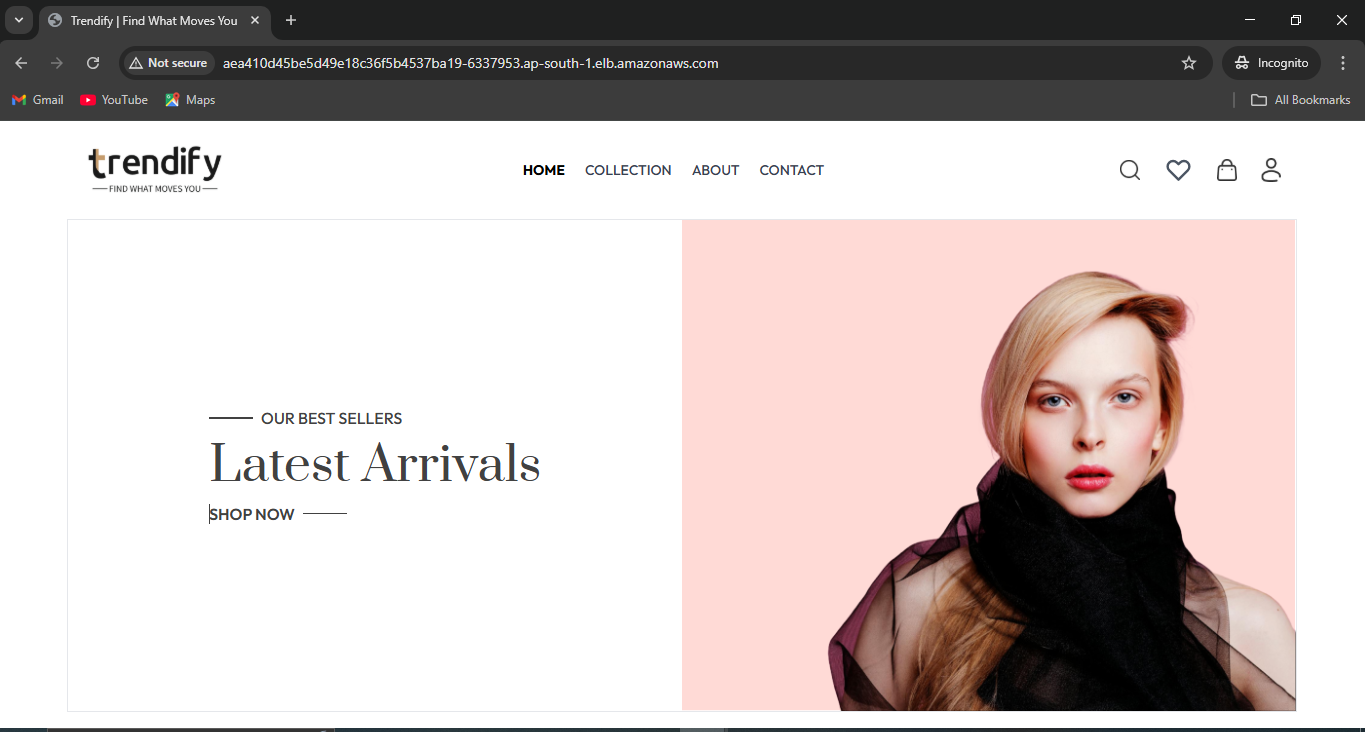 Trendify | Find What Moves You
Not secure
aea410d45be5d49e18c36f5b4537ba19-6337953.ap-south-1.elb.amazonaws.com
Incognito
Gmail
YouTube
Maps
All Bookmarks
trendify
FIND WHAT MOVES YOU
HOME
COLLECTION
ABOUT
CONTACT
OUR BEST SELLERS
Latest Arrivals
SHOP NOW